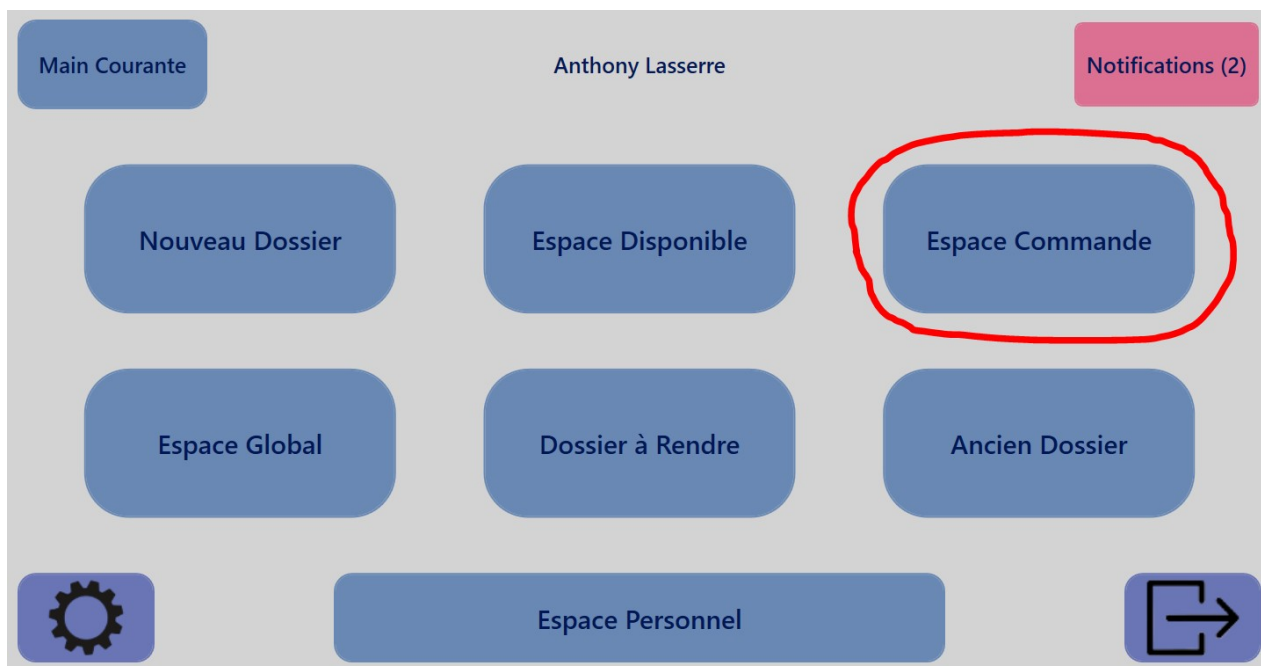 Main Courante
Anthony Lasserre
Notifications (2)
Nouveau Dossier
Espace Disponible
Espace Commande
Espace Global
Dossier à Rendre
Ancien Dossier
Espace Personnel